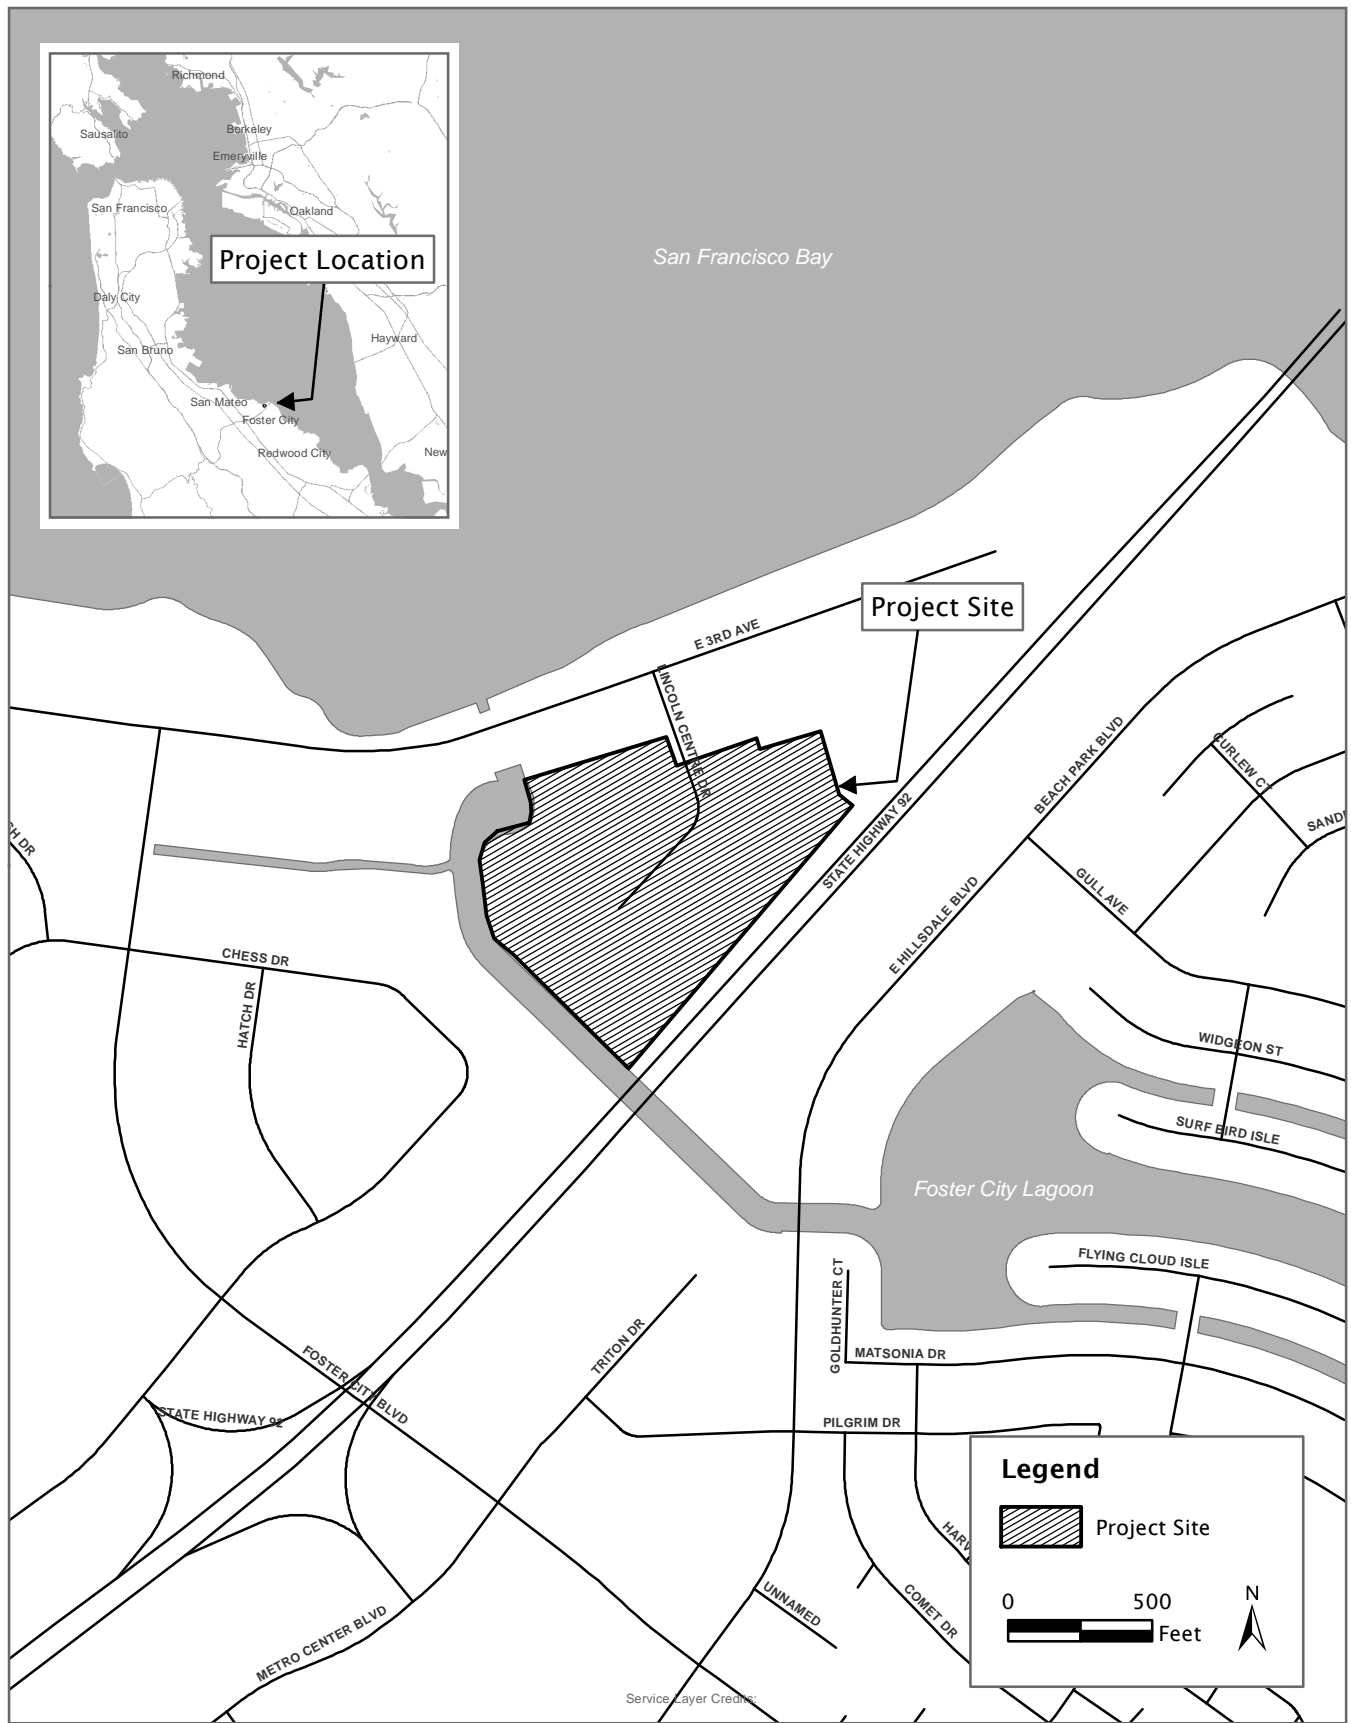 Richmond
Sausalito
Berkeley
Emeryville
San Francisco
Oakland
Project Location
Daly City
San Bruno
Hayward
San Mateo
Foster City
Redwood City
New
San Francisco Bay
Project Site
E 3RD AVE
LINCOLN CENTRE DR
STATE HIGHWAY 92
BEACH PARK BLVD
CURLEW CT
SAND
CH DR
GULL AVE
E HILLSDALE BLVD
CHESS DR
HATCH DR
WIDGEON ST
SURF BIRD ISLE
Foster City Lagoon
FLYING CLOUD ISLE
GOLDHUNTER CT
MATSONIA DR
TRITON DR
FOSTER CITY BLVD
STATE HIGHWAY 92
PILGRIM DR
HARV
COMET DR
UNNAMED
METRO CENTER BLVD
Legend
Project Site
0 500
Feet
N
Service Layer Credits: